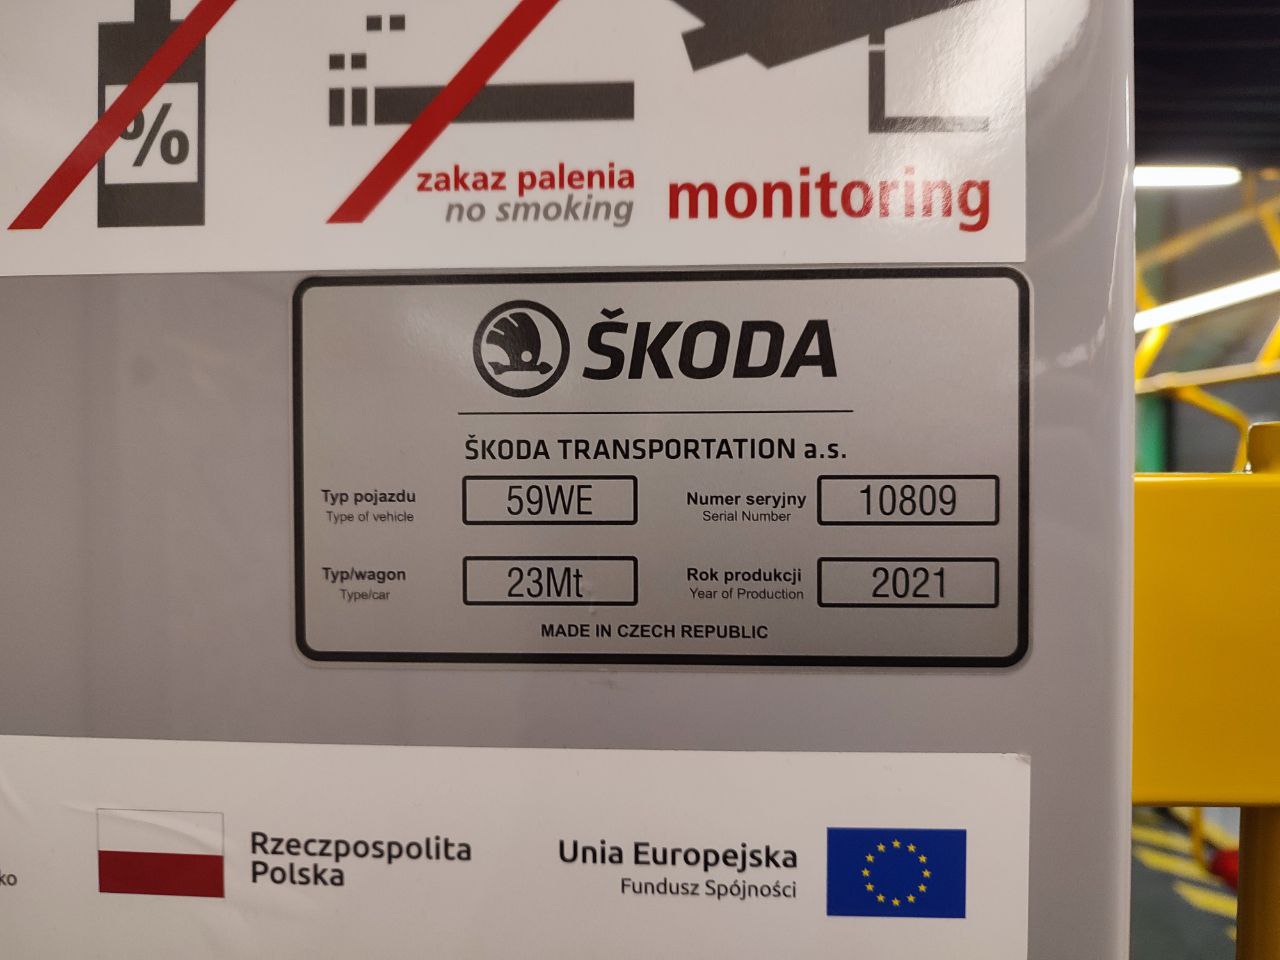 %
zakaz palenia
no smoking
monitoring
ŠKODA
ŠKODA TRANSPORTATION a.s.
Typ pojazdu
Type of vehicle
59WE
Numer seryjny
Serial Number
10809
Typ/wagon
Type/car
23Mt
Rok produkcji
Year of Production
2021
MADE IN CZECH REPUBLIC
ko
Rzeczpospolita
Polska
Unia Europejska
Fundusz Spójności